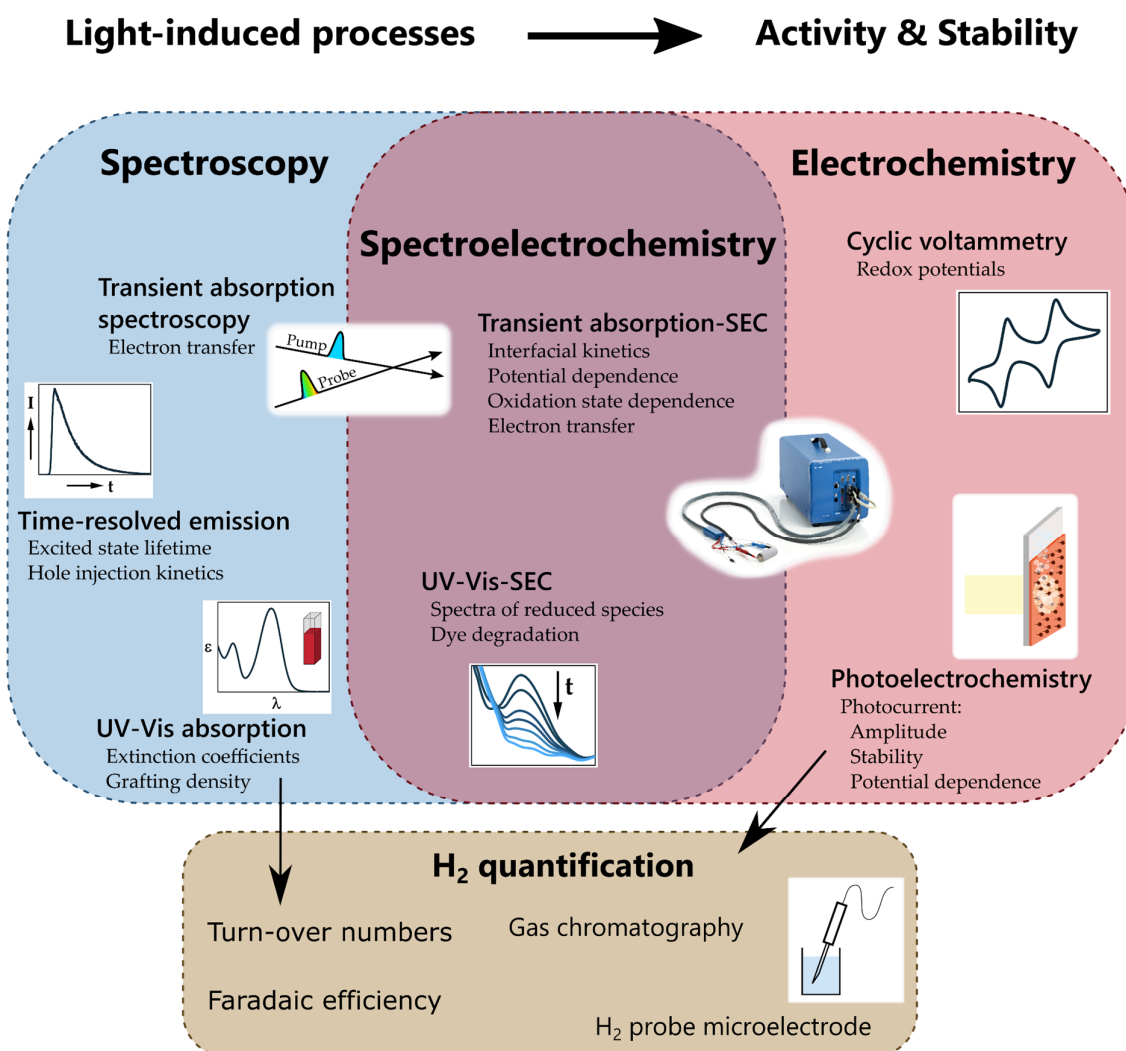 Light-induced processes
Activity & Stability
Spectroscopy
Electrochemistry
Spectroelectrochemistry
Cyclic voltammetry
Redox potentials
Transient absorption
spectroscopy
Electron transfer
Pump
Probe
Transient absorption-SEC
Interfacial kinetics
Potential dependence
Oxidation state dependence
Electron transfer
I
t
Time-resolved emission
Excited state lifetime
Hole injection kinetics
UV-Vis-SEC
Spectra of reduced species
Dye degradation
t
ε
λ
UV-Vis absorption
Extinction coefficients
Grafting density
Photoelectrochemistry
Photocurrent:
Amplitude
Stability
Potential dependence
H₂ quantification
Turn-over numbers
Gas chromatography
Faradaic efficiency
H₂ probe microelectrode